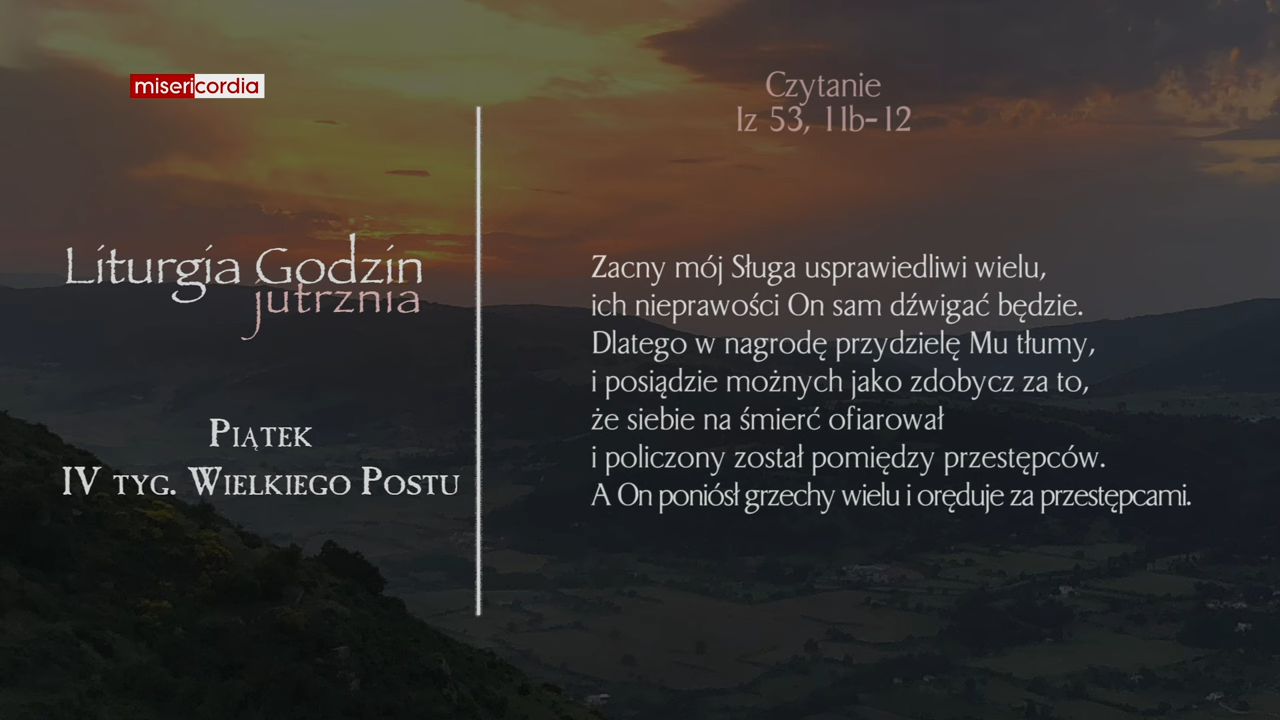 misericordia
Liturgia Godzin
jutrznia
Piątek
IV tyg. Wielkiego Postu
Czytanie
Iz 53, 11b-12
Zacny mój Sługa usprawiedliwi wielu,
ich nieprawości On sam dźwigać będzie.
Dlatego w nagrodę przydzielę Mu tłumy,
i posiądzie możnych jako zdobycz za to,
że siebie na śmierć ofiarował
i policzony został pomiędzy przestępców.
A On poniósł grzechy wielu i oręduje za przestępcami.